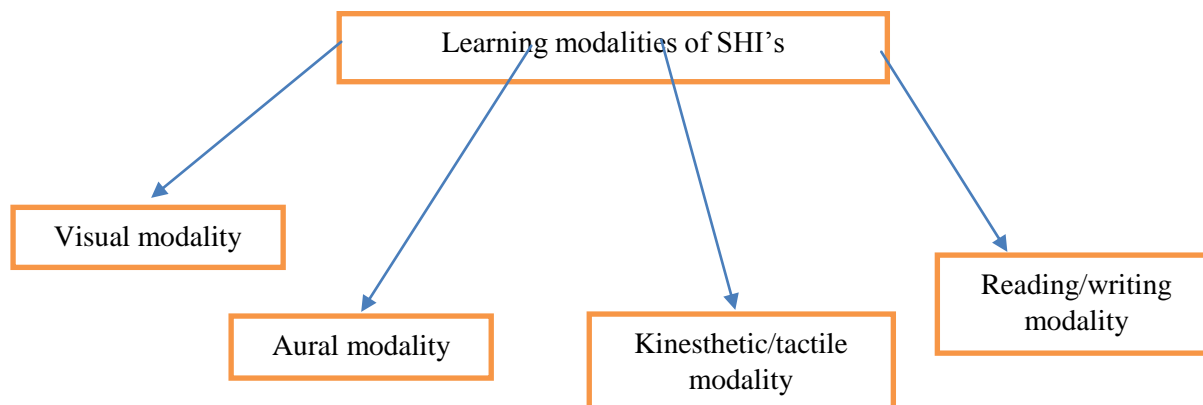 Learning modalities of SHI’s
Visual modality
Aural modality
Kinesthetic/tactile
modality
Reading/writing
modality